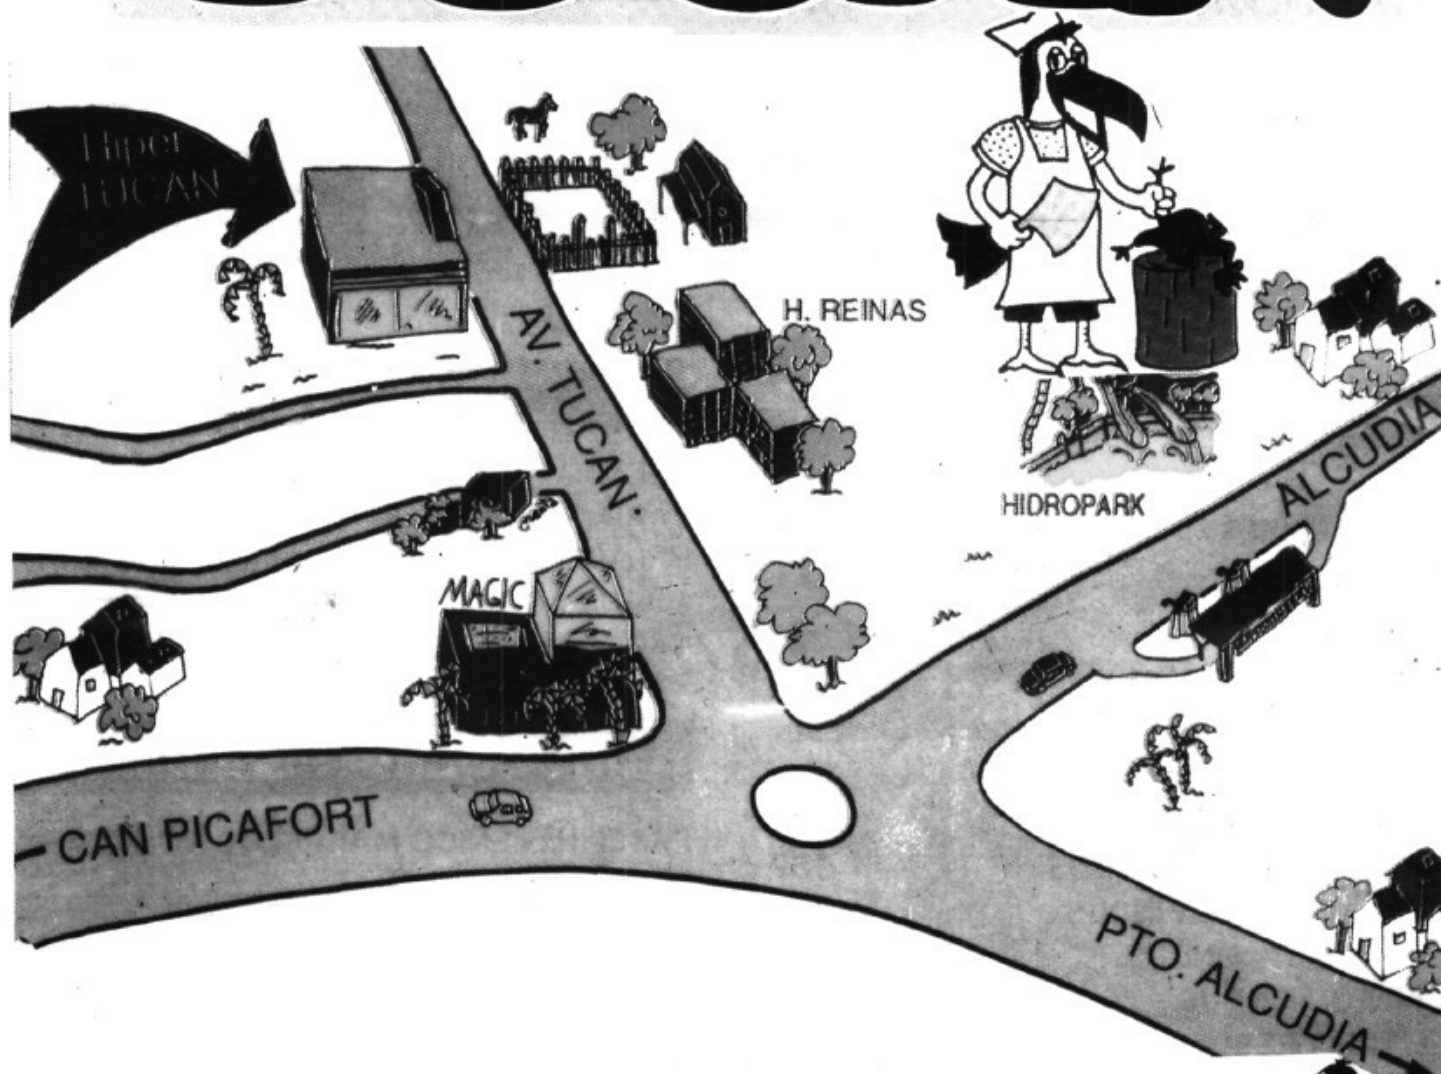 Hiper
TUCAN
H. REINAS
AV. TUCAN
HIDROPARK
ALCUDIA
MAGIC
CAN PICAFORT
PTO. ALCUDIA